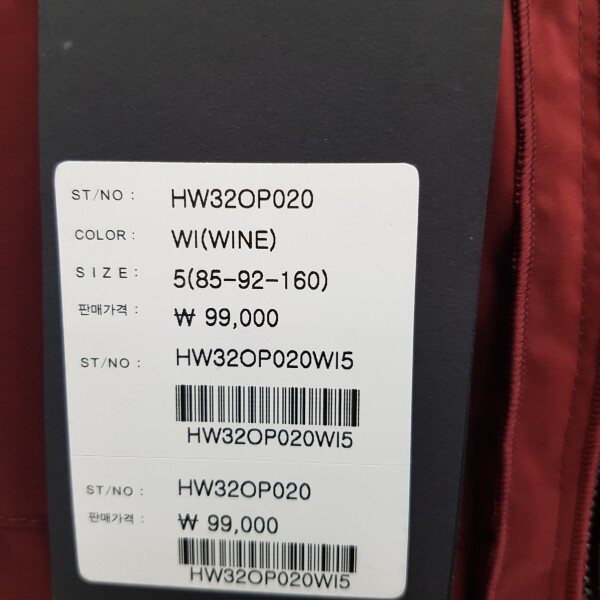 ST/NO : HW32OP020
COLOR: WI(WINE)
SIZE: 5(85-92-160)
판매가격 : ₩ 99,000
ST/NO : HW32OP020WI5
HW32OP020WI5
ST/NO : HW32OP020
판매가격 : ₩ 99,000
HW32OP020WI5